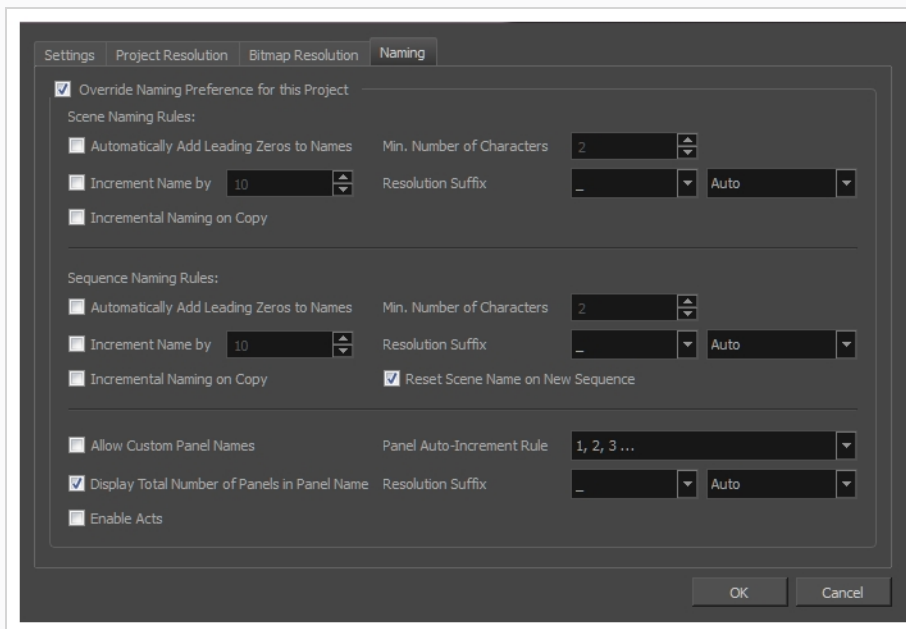 Settings Project Resolution Bitmap Resolution Naming
Override Naming Preference for this Project
Scene Naming Rules:
Automatically Add Leading Zeros to Names Min. Number of Characters 2
Increment Name by 10 Resolution Suffix _ Auto
Incremental Naming on Copy
Sequence Naming Rules:
Automatically Add Leading Zeros to Names Min. Number of Characters 2
Increment Name by 10 Resolution Suffix _ Auto
Incremental Naming on Copy Reset Scene Name on New Sequence
Allow Custom Panel Names Panel Auto-Increment Rule 1, 2, 3 ...
Display Total Number of Panels in Panel Name Resolution Suffix _ Auto
Enable Acts
OK Cancel